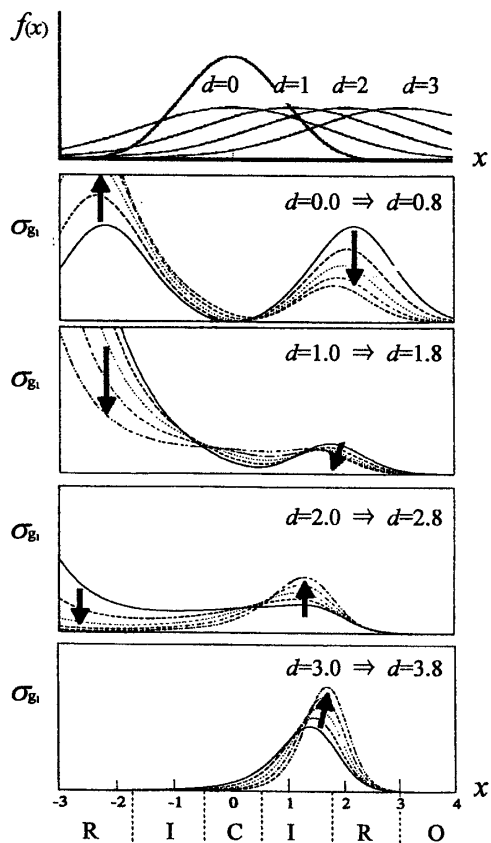 f(x)
d=0 d=1 d=2 d=3
x
σg₁
d=0.0 ⇒ d=0.8
σg₁
d=1.0 ⇒ d=1.8
σg₁
d=2.0 ⇒ d=2.8
σg₁
d=3.0 ⇒ d=3.8
-3 -2 -1 0 1 2 3 4 x
R I C I R O